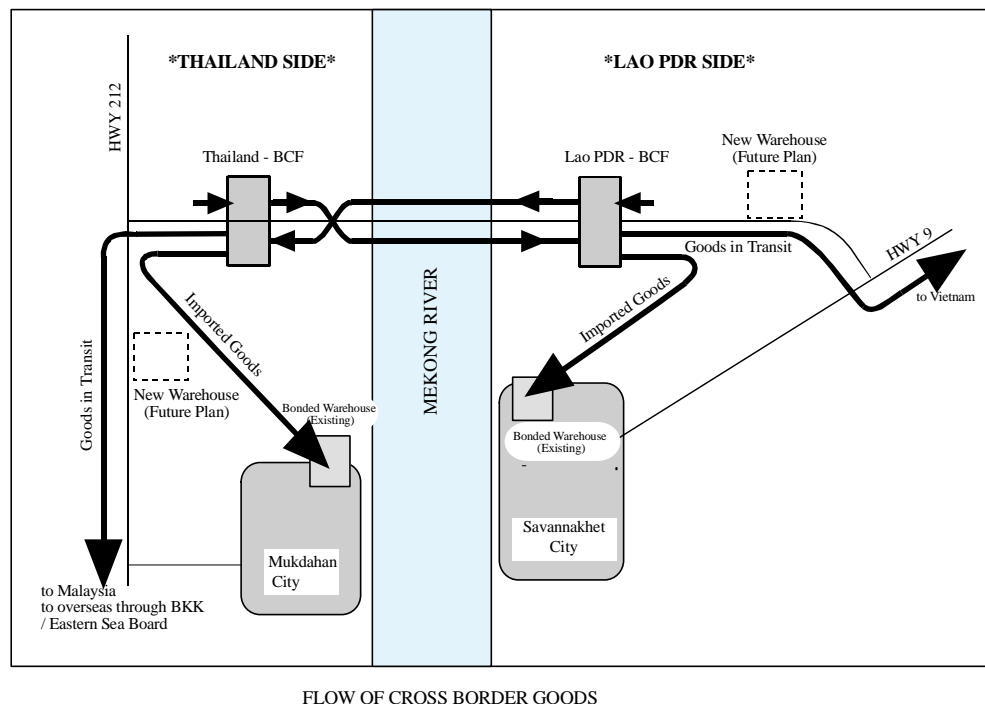 *THAILAND SIDE*
*LAO PDR SIDE*
HWY 212
Thailand - BCF
Lao PDR - BCF
New Warehouse
(Future Plan)
Goods in Transit
HWY 9
to Vietnam
Imported Goods
Imported Goods
MEKONG RIVER
Goods in Transit
New Warehouse
(Future Plan)
Bonded Warehouse
(Existing)
Bonded Warehouse
(Existing)
Savannakhet
City
Mukdahan
City
to Malaysia
to overseas through BKK
/ Eastern Sea Board
FLOW OF CROSS BORDER GOODS